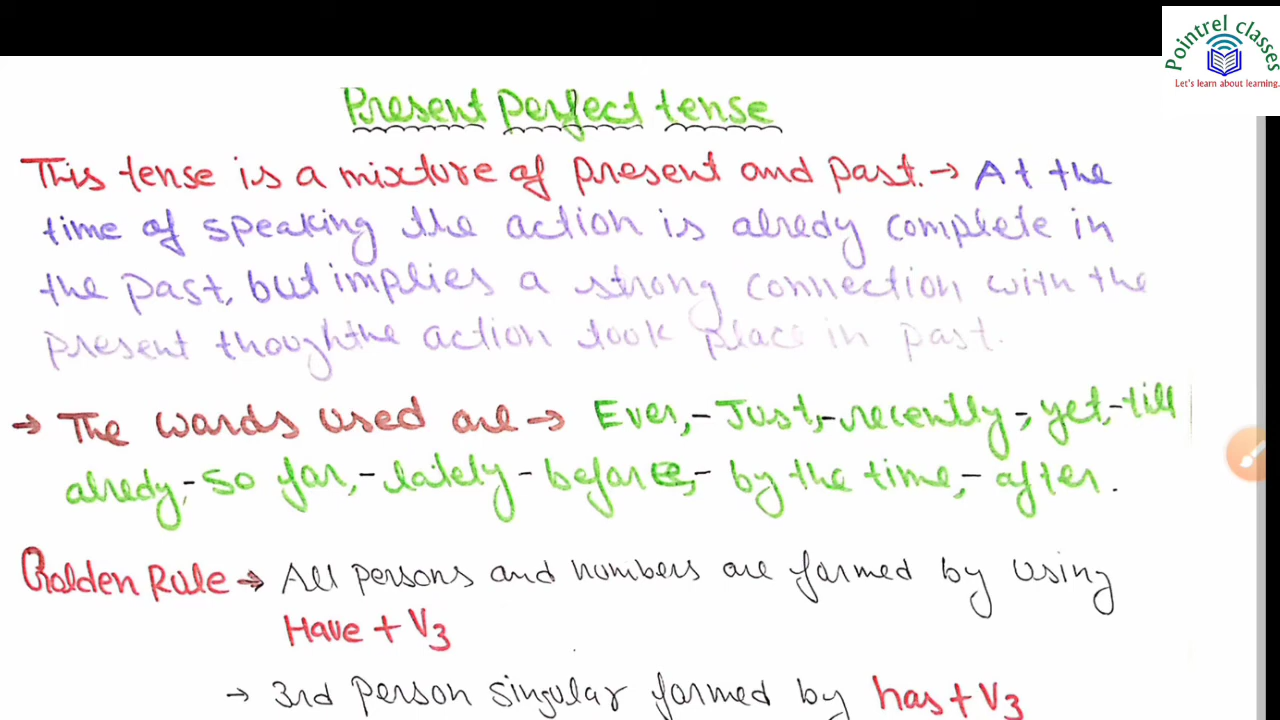 Pointrel classes
Let's learn about learning.
Present perfect tense
This tense is a mixture of present and past. → At the
time of speaking the action is alredy complete in
the past, but implies a strong connection with the
present thoughthe action took place in past.
→ The words used are → Ever, - Just, - recently -, yet, - till
alredy, - so far, - lately - before, - by the time, - after.
Golden Rule → All persons and numbers are formed by using
Have + V3
→ 3rd person singular formed by has + V3